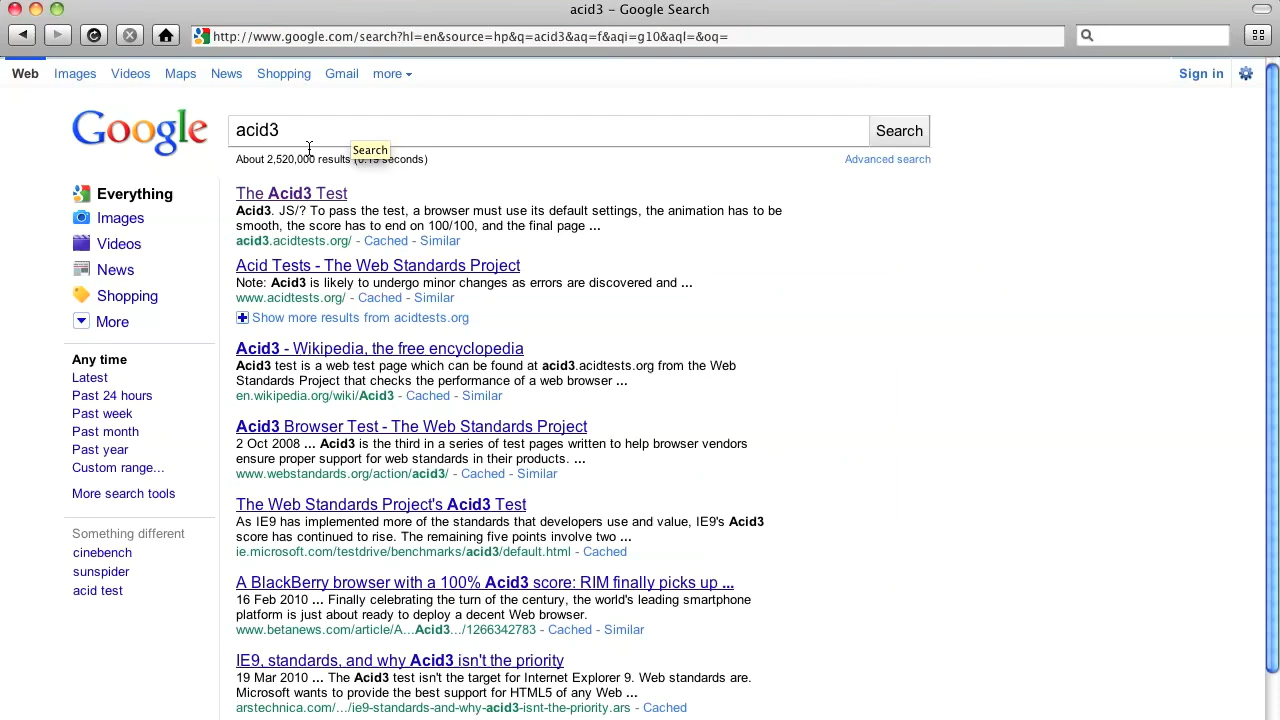 acid3 - Google Search
http://www.google.com/search?hl=en&source=hp&q=acid3&aq=f&aqi=g10&aql=&oq=
Web Images Videos Maps News Shopping Gmail more Sign in
Google
acid3
Search
Search
About 2,520,000 results (0.19 seconds)
Advanced search
Everything
Images
Videos
News
Shopping
More
Any time
Latest
Past 24 hours
Past week
Past month
Past year
Custom range...
More search tools
Something different
cinebench
sunspider
acid test
The Acid3 Test
Acid3. JS/? To pass the test, a browser must use its default settings, the animation has to be
smooth, the score has to end on 100/100, and the final page ...
acid3.acidtests.org/ - Cached - Similar
Acid Tests - The Web Standards Project
Note: Acid3 is likely to undergo minor changes as errors are discovered and ...
www.acidtests.org/ - Cached - Similar
Show more results from acidtests.org
Acid3 - Wikipedia, the free encyclopedia
Acid3 test is a web test page which can be found at acid3.acidtests.org from the Web
Standards Project that checks the performance of a web browser ...
en.wikipedia.org/wiki/Acid3 - Cached - Similar
Acid3 Browser Test - The Web Standards Project
2 Oct 2008 ... Acid3 is the third in a series of test pages written to help browser vendors
ensure proper support for web standards in their products. ...
www.webstandards.org/action/acid3/ - Cached - Similar
The Web Standards Project's Acid3 Test
As IE9 has implemented more of the standards that developers use and value, IE9's Acid3
score has continued to rise. The remaining five points involve two ...
ie.microsoft.com/testdrive/benchmarks/acid3/default.html - Cached
A BlackBerry browser with a 100% Acid3 score: RIM finally picks up ...
16 Feb 2010 ... Finally celebrating the turn of the century, the world's leading smartphone
platform is just about ready to deploy a decent Web browser.
www.betanews.com/article/A...Acid3.../1266342783 - Cached - Similar
IE9, standards, and why Acid3 isn't the priority
19 Mar 2010 ... The Acid3 test isn't the target for Internet Explorer 9. Web standards are.
Microsoft wants to provide the best support for HTML5 of any Web ...
arstechnica.com/.../ie9-standards-and-why-acid3-isnt-the-priority.ars - Cached